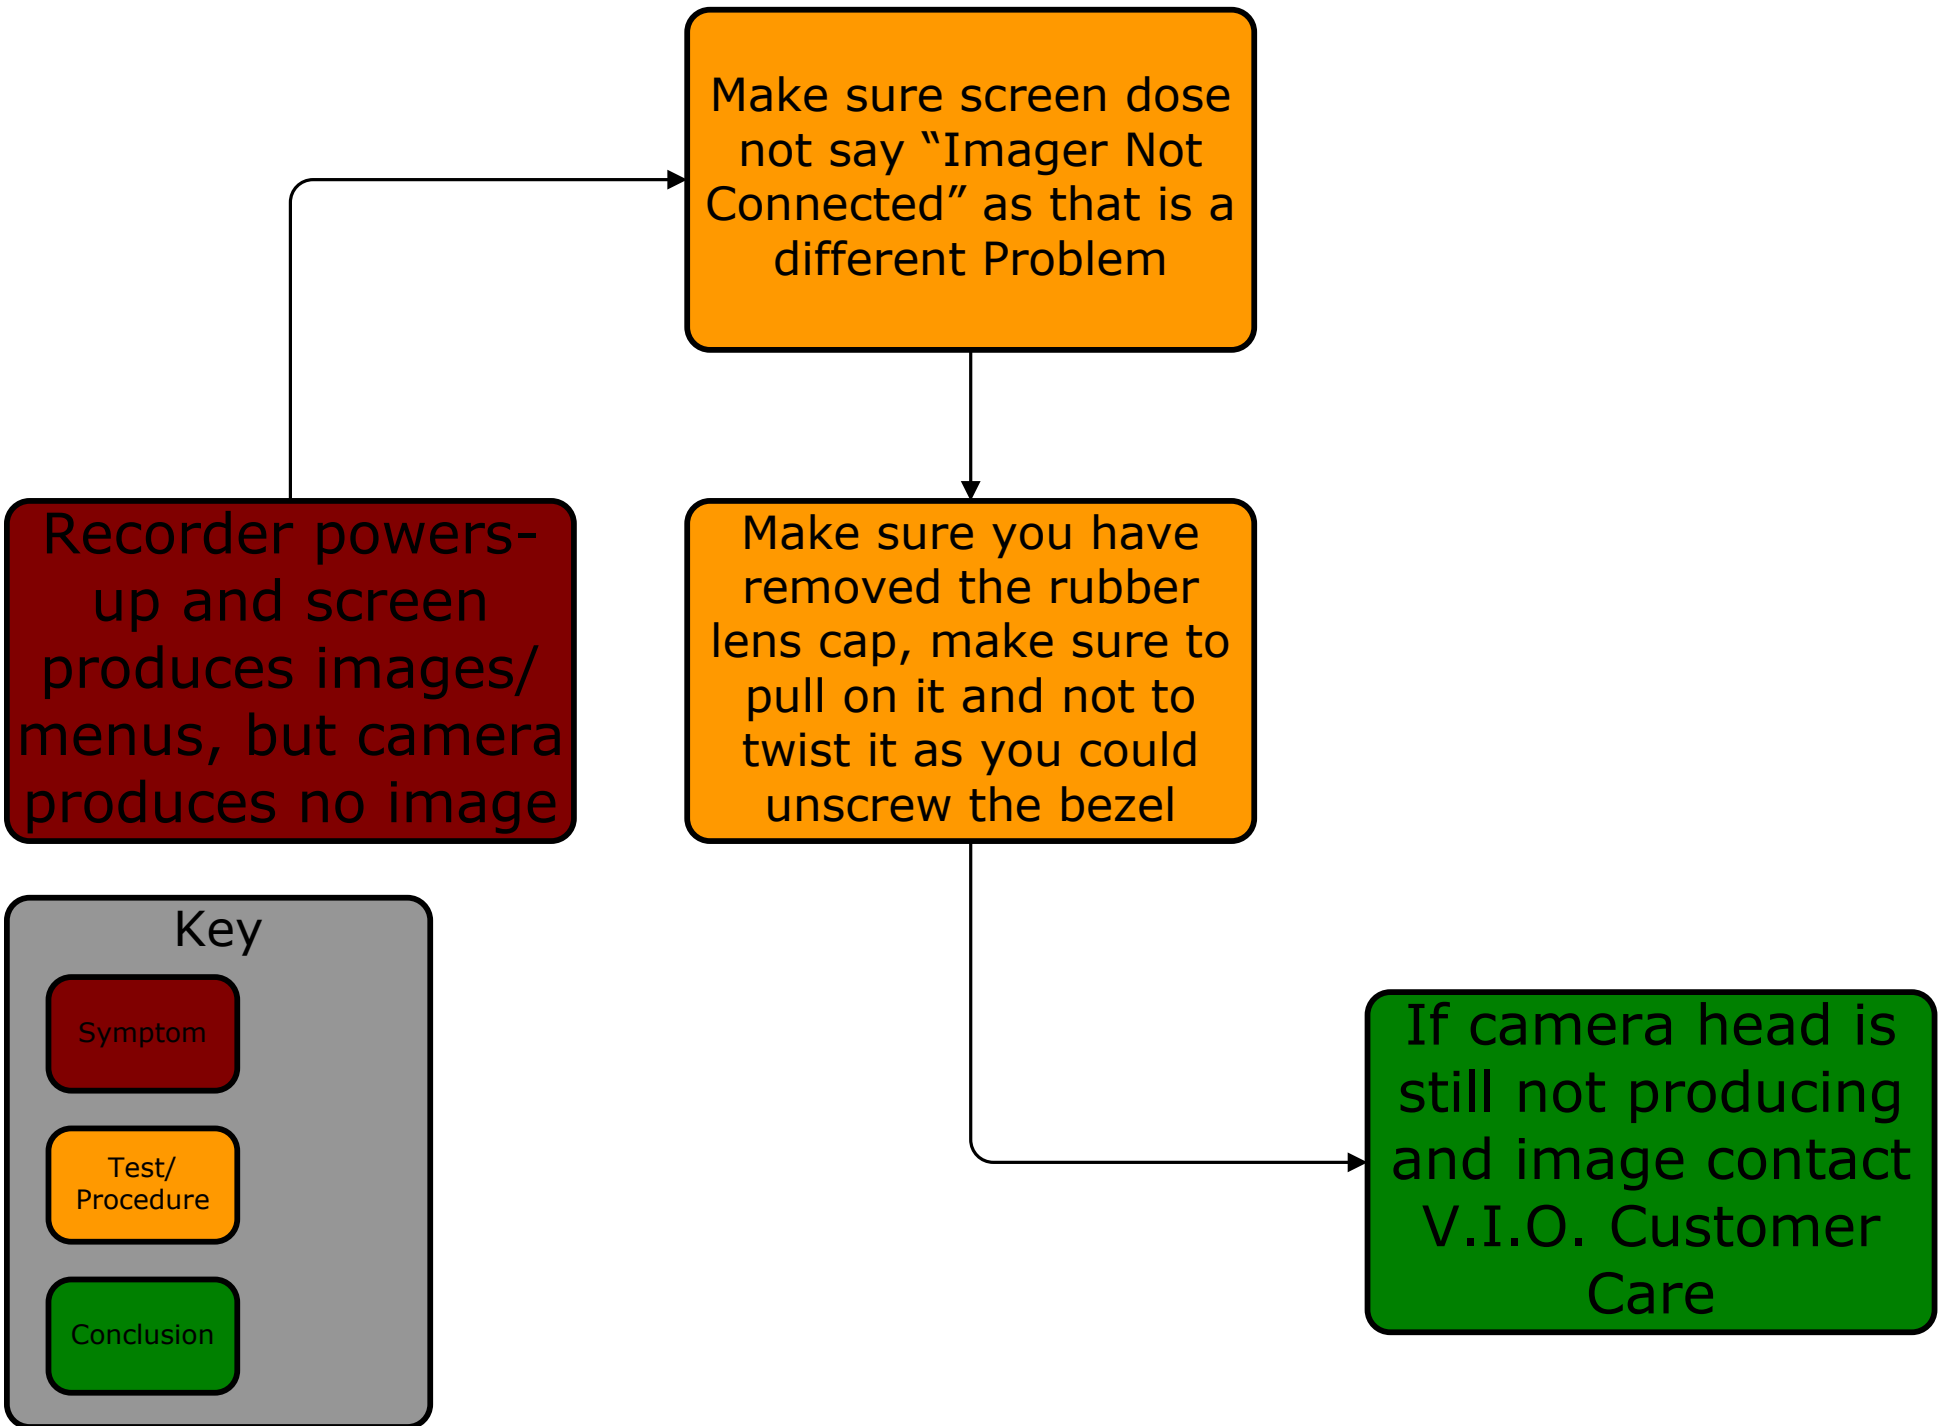 Make sure screen dose
not say “Imager Not
Connected” as that is a
different Problem
Recorder powers-
up and screen
produces images/
menus, but camera
produces no image
Make sure you have
removed the rubber
lens cap, make sure to
pull on it and not to
twist it as you could
unscrew the bezel
If camera head is
still not producing
and image contact
V.I.O. Customer
Care
Key
Symptom
Test/
Procedure
Conclusion